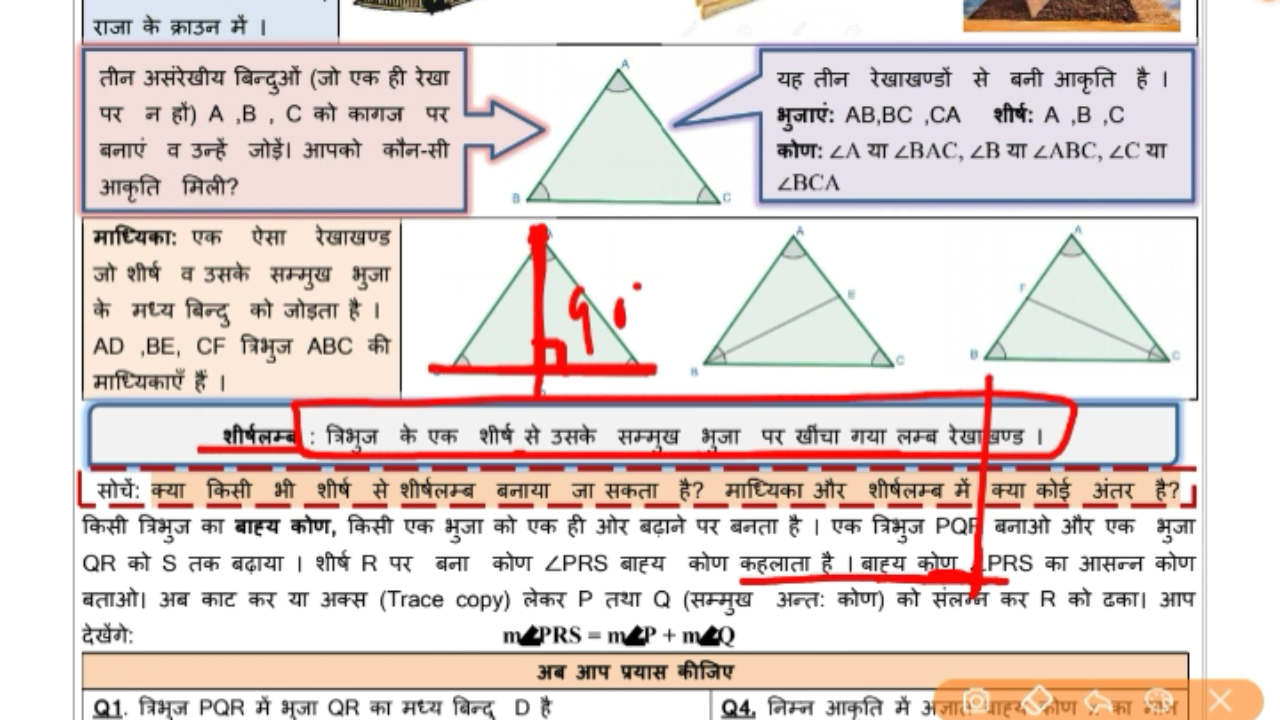 राजा के क्राउन में ।
तीन असंरेखीय बिन्दुओं (जो एक ही रेखा
पर न हों) A ,B , C को कागज पर
बनाएं व उन्हें जोड़ें। आपको कौन-सी
आकृति मिली?
A
B
C
यह तीन रेखाखण्डों से बनी आकृति है ।
भुजाएं: AB,BC ,CA शीर्ष: A ,B ,C
कोण: ∠A या ∠BAC, ∠B या ∠ABC, ∠C या
∠BCA
माध्यिका: एक ऐसा रेखाखण्ड
जो शीर्ष व उसके सम्मुख भुजा
के मध्य बिन्दु को जोड़ता है ।
AD ,BE, CF त्रिभुज ABC की
माध्यिकाएँ हैं ।
90°
A
E
B
C
A
F
B
C
शीर्षलम्ब : त्रिभुज के एक शीर्ष से उसके सम्मुख भुजा पर खींचा गया लम्ब रेखाखण्ड ।
सोचें: क्या किसी भी शीर्ष से शीर्षलम्ब बनाया जा सकता है? माध्यिका और शीर्षलम्ब में क्या कोई अंतर है?
किसी त्रिभुज का बाह्य कोण, किसी एक भुजा को एक ही ओर बढ़ाने पर बनता है । एक त्रिभुज PQR बनाओ और एक भुजा
QR को S तक बढ़ाया । शीर्ष R पर बना कोण ∠PRS बाह्य कोण कहलाता है । बाह्य कोण ∠PRS का आसन्न कोण
बताओ। अब काट कर या अक्स (Trace copy) लेकर P तथा Q (सम्मुख अन्त: कोण) को संलग्न कर R को ढका। आप
देखेंगे:
m∠PRS = m∠P + m∠Q
अब आप प्रयास कीजिए
Q1. त्रिभुज PQR में भुजा QR का मध्य बिन्दु D है
Q4. निम्न आकृति में अज्ञात बाह्य कोण का